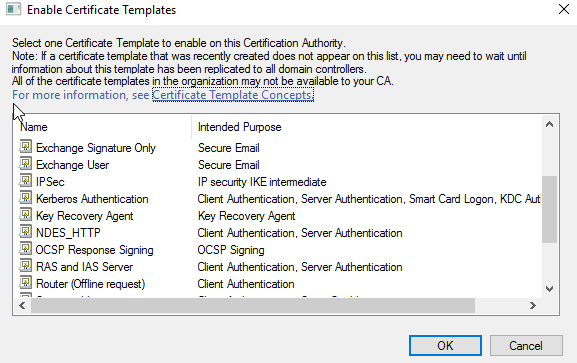 Enable Certificate Templates
Select one Certificate Template to enable on this Certification Authority.
Note: If a certificate template that was recently created does not appear on this list, you may need to wait until
information about this template has been replicated to all domain controllers.
All of the certificate templates in the organization may not be available to your CA.
For more information, see Certificate Template Concepts.
Name Intended Purpose
Exchange Signature Only Secure Email
Exchange User Secure Email
IPSec IP security IKE intermediate
Kerberos Authentication Client Authentication, Server Authentication, Smart Card Logon, KDC Aut
Key Recovery Agent Key Recovery Agent
NDES_HTTP Client Authentication, Server Authentication
OCSP Response Signing OCSP Signing
RAS and IAS Server Client Authentication, Server Authentication
Router (Offline request) Client Authentication
OK Cancel